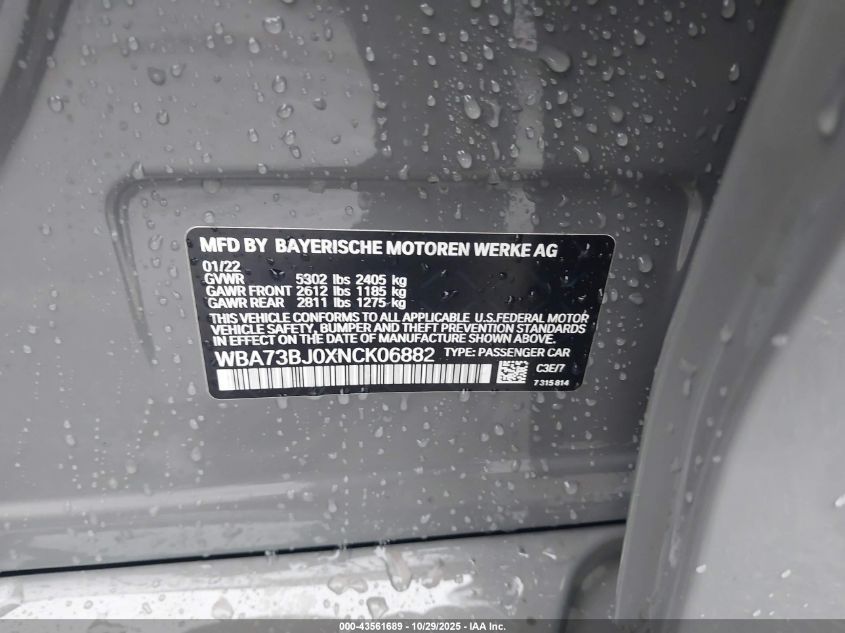 MFD BY BAYERISCHE MOTOREN WERKE AG
01/22
GVWR 5302 lbs 2405 kg
GAWR FRONT 2612 lbs 1185 kg
GAWR REAR 2811 lbs 1275 kg
THIS VEHICLE CONFORMS TO ALL APPLICABLE U.S.FEDERAL MOTOR
VEHICLE SAFETY, BUMPER AND THEFT PREVENTION STANDARDS
IN EFFECT ON THE DATE OF MANUFACTURE SHOWN ABOVE.
WBA73BJ0XNCK06882 TYPE: PASSENGER CAR
C3E/7
7 315 814
000-43561689 - 10/29/2025 - IAA Inc.